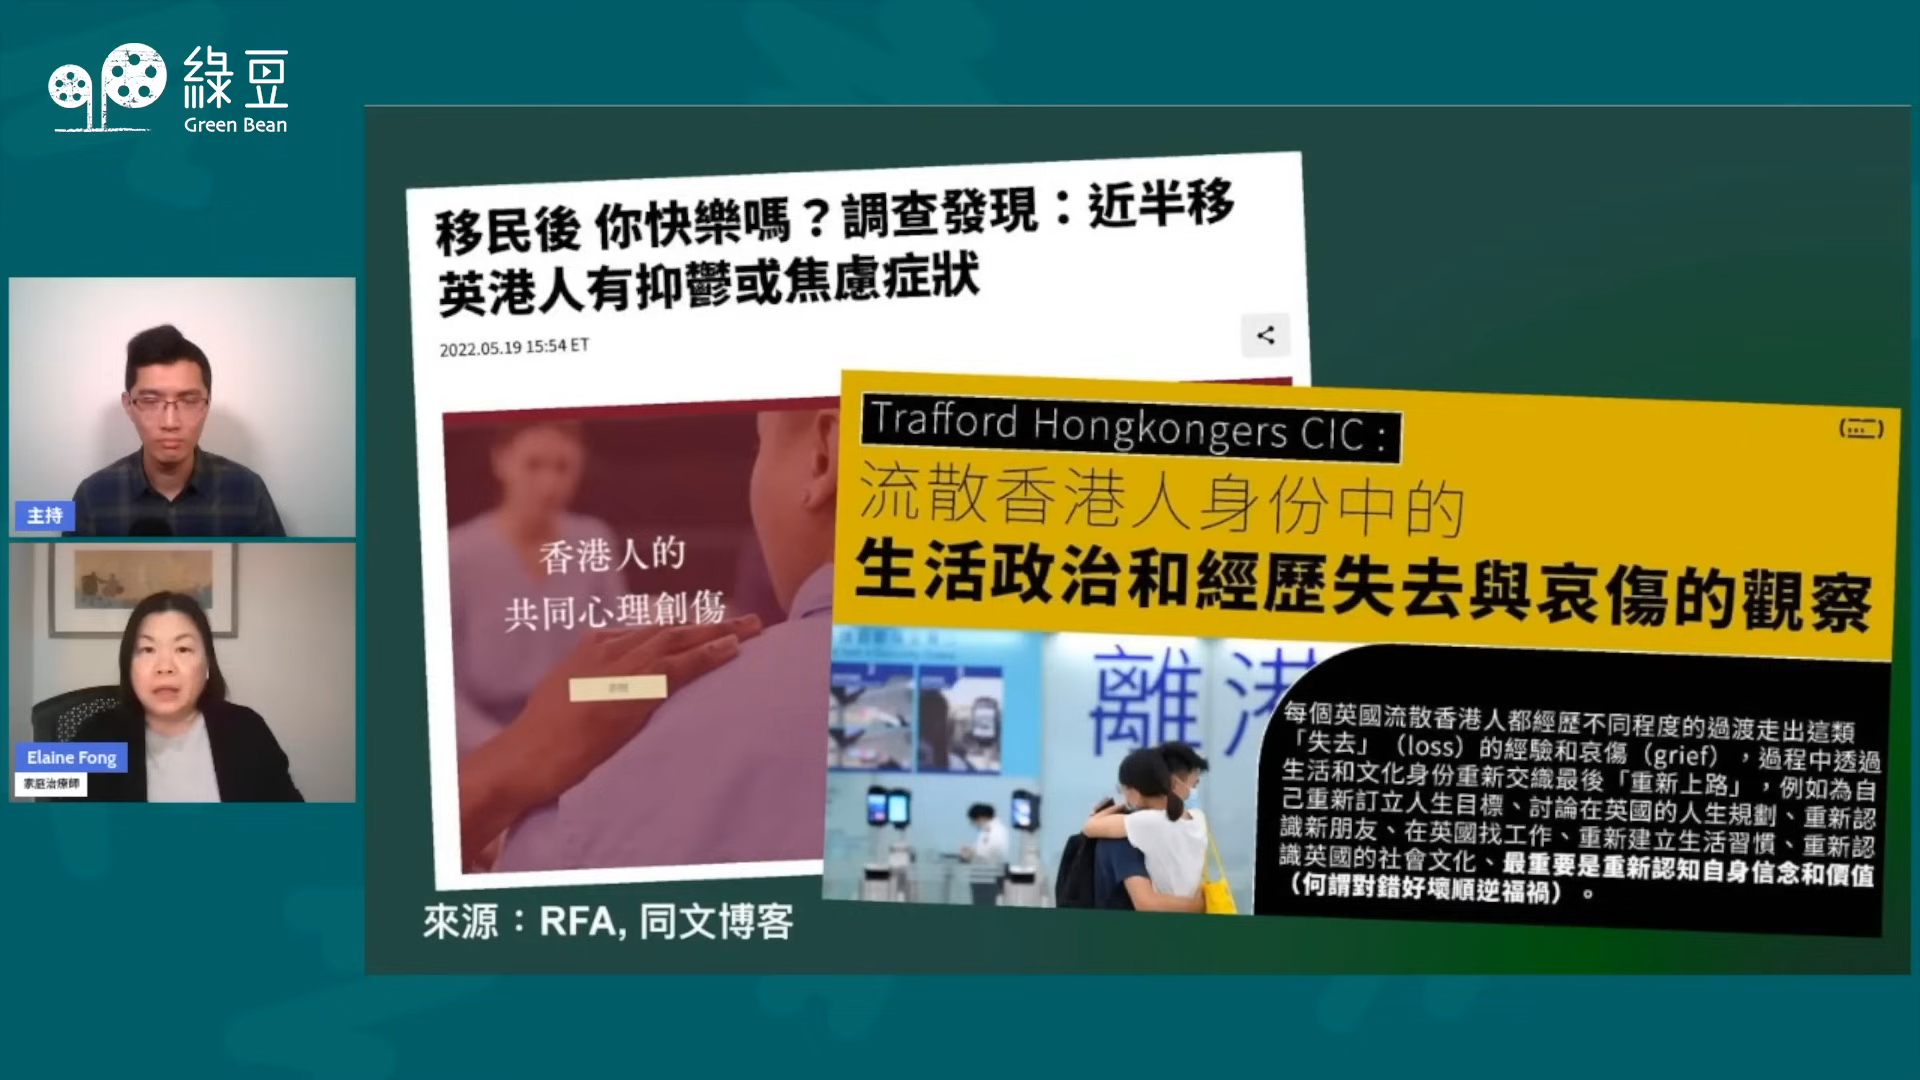 綠豆
Green Bean
移民後 你快樂嗎？調查發現：近半移
英港人有抑鬱或焦慮症狀
2022.05.19 15:54 ET
香港人的
共同心理創傷
Trafford Hongkongers CIC :
流散香港人身份中的
生活政治和經歷失去與哀傷的觀察
離港
每個英國流散香港人都經歷不同程度的過渡走出這類
「失去」（loss）的經驗和哀傷（grief），過程中透過
生活和文化身份重新交織最後「重新上路」，例如為自
己重新訂立人生目標、討論在英國的人生規劃、重新認
識新朋友、在英國找工作、重新建立生活習慣、重新認
識英國的社會文化、最重要是重新認知自身信念和價值
（何謂對錯好壞順逆福禍）。
來源：RFA, 同文博客
主持
Elaine Fong
家庭治療師